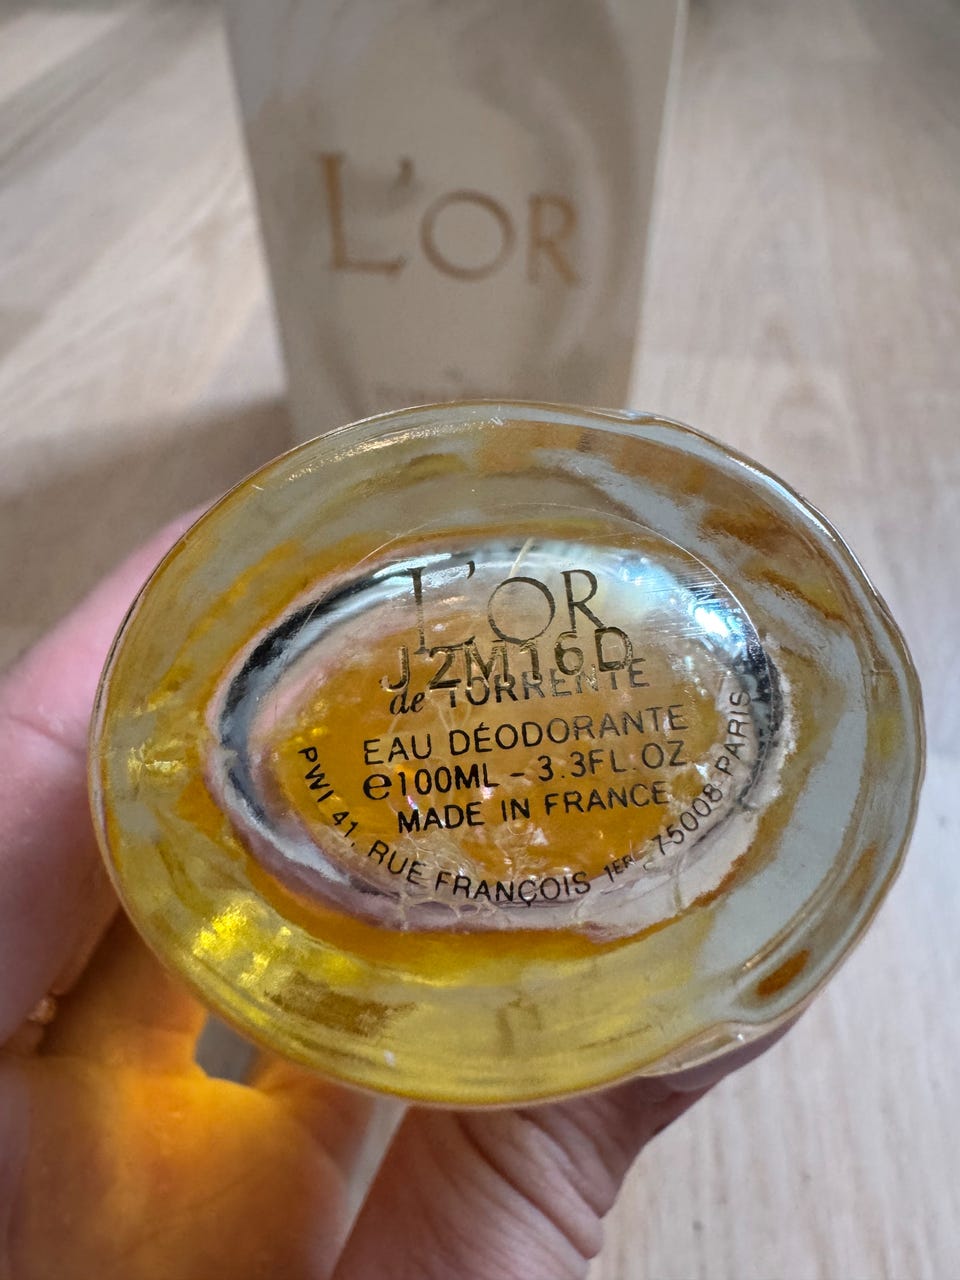 L'OR
L'OR
J2M16D
de TORRENTE
EAU DÉODORANTE
e100ML - 3.3FL.OZ
MADE IN FRANCE
PWI 41, RUE FRANÇOIS 1ER - 75008 PARIS